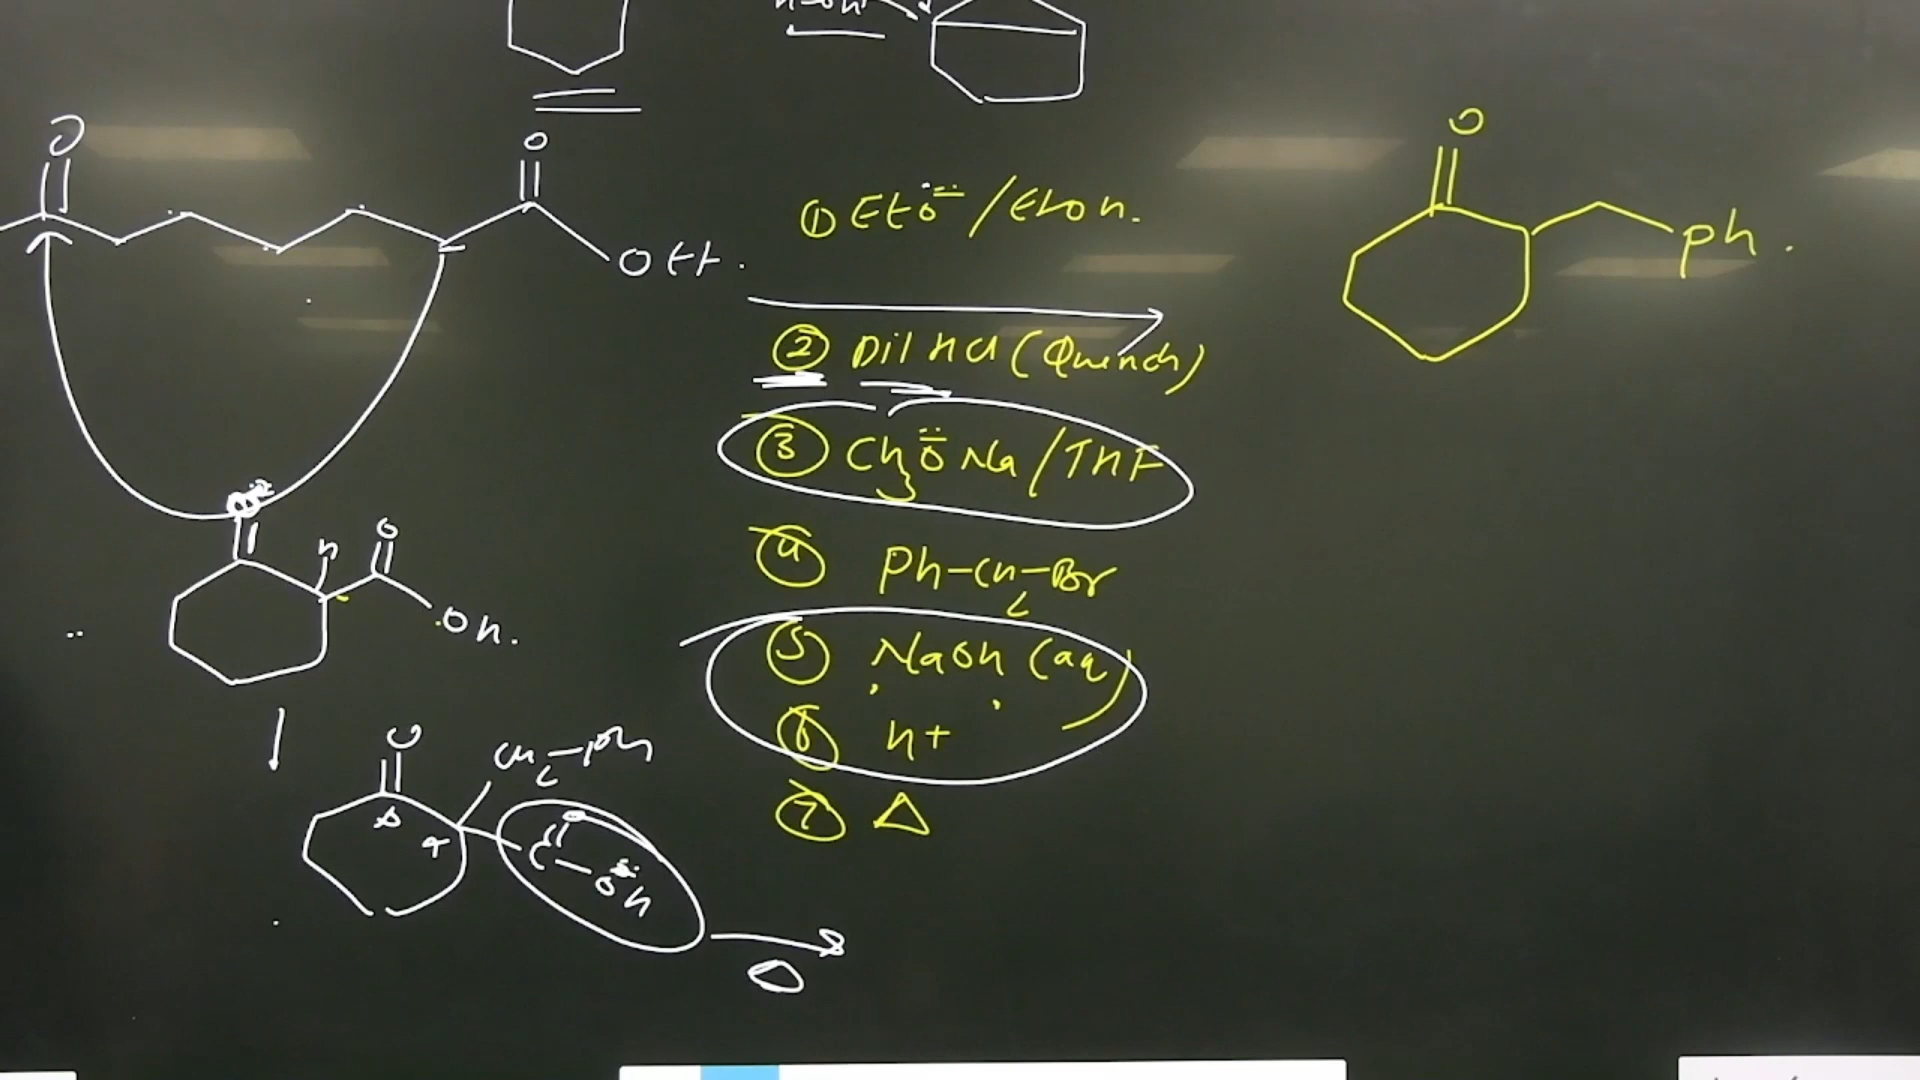 O
O
OEt.
① EtO⁻ / EtOH.
② Dil HCl (Quench)
③ CH₃ONa / THF
④ Ph-CH₂-Br
⑤ NaOH (aq)
⑥ H+
⑦ Δ
O
H
O
OH.
O
CH₂-Ph
α
C
O
OH
Δ
O
Ph.